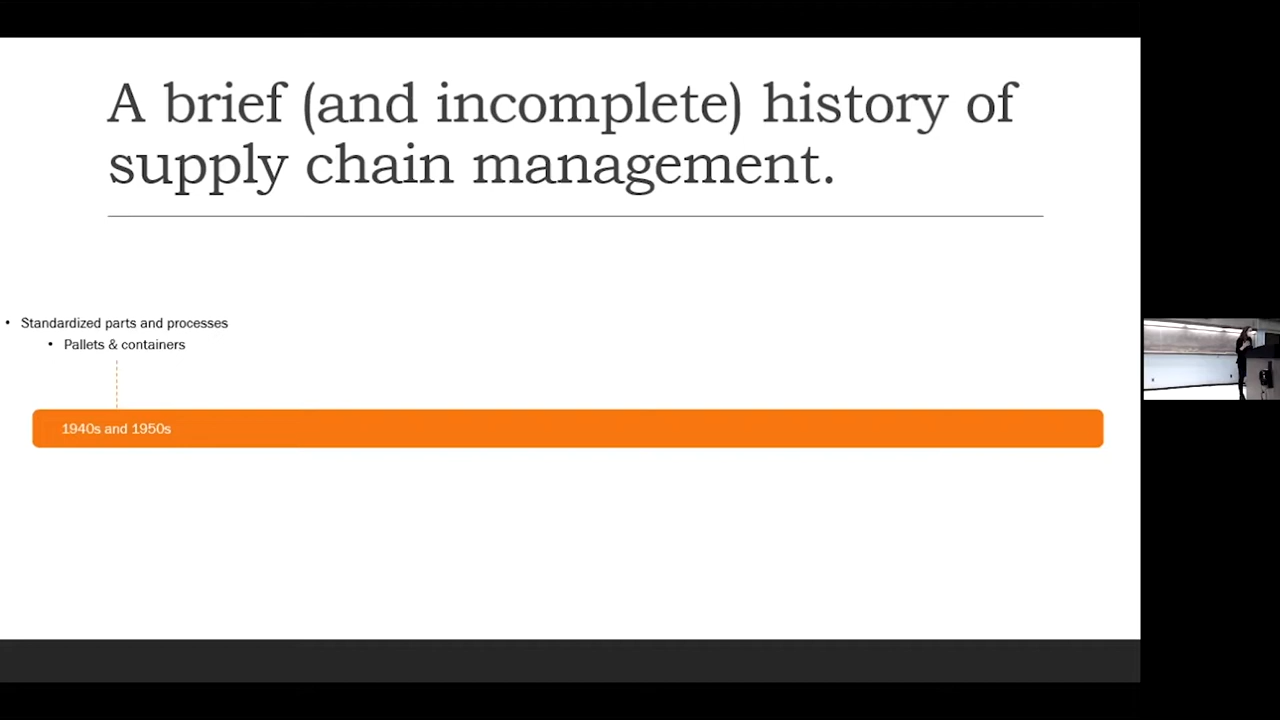 A brief (and incomplete) history of
supply chain management.
• Standardized parts and processes
• Pallets & containers
1940s and 1950s